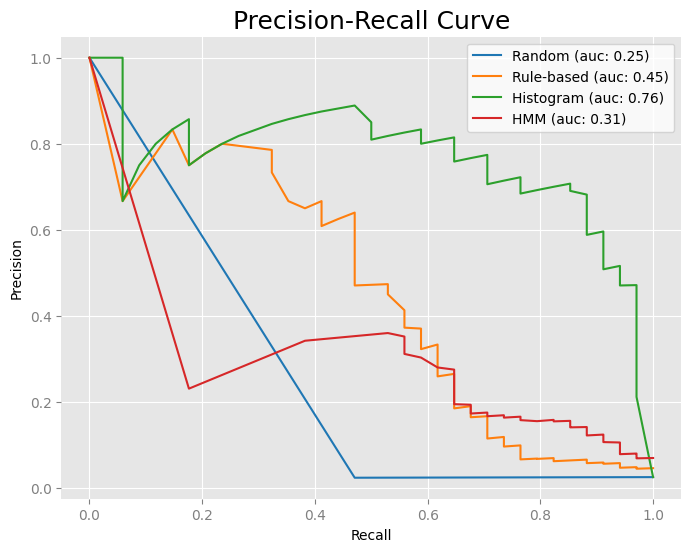 Precision-Recall Curve
Random (auc: 0.25)
Rule-based (auc: 0.45)
Histogram (auc: 0.76)
HMM (auc: 0.31)
Precision
1.0
0.8
0.6
0.4
0.2
0.0
0.0 0.2 0.4 0.6 0.8 1.0
Recall